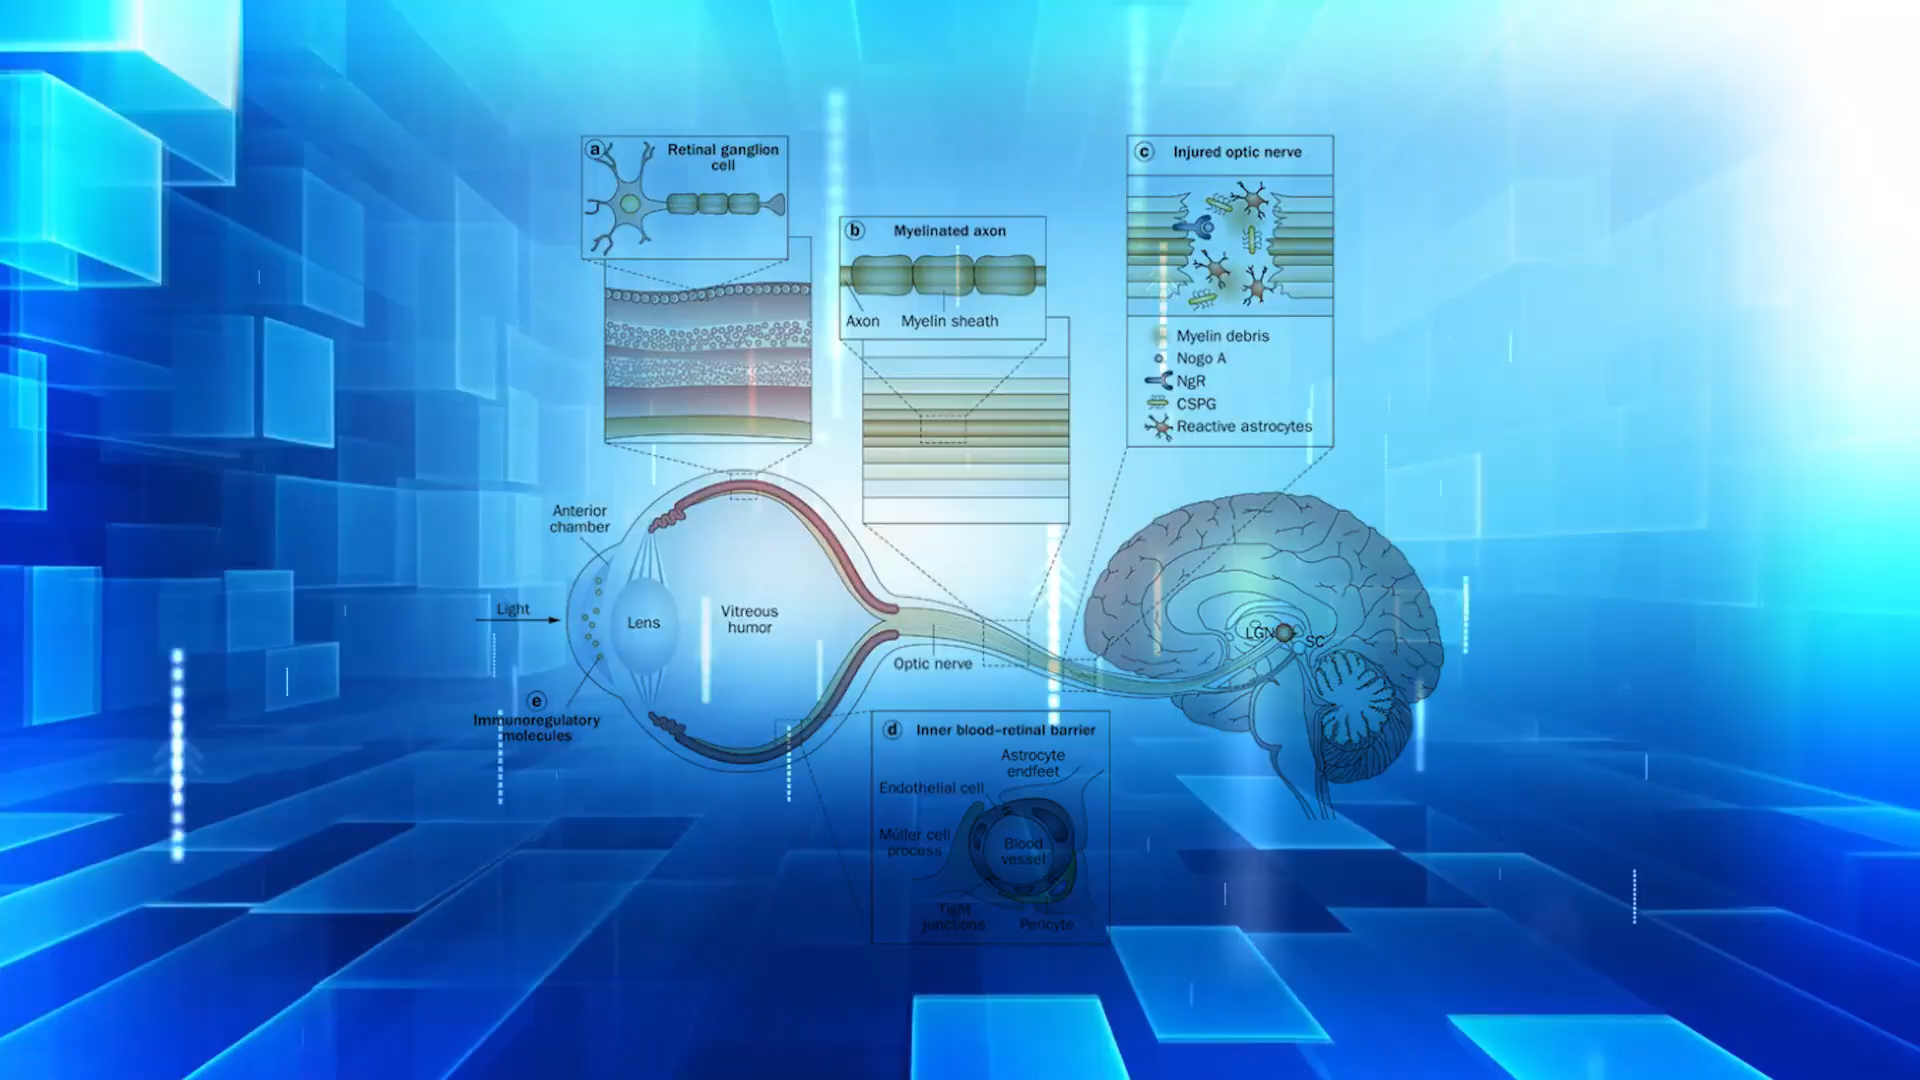 a
Retinal ganglion
cell
b
Myelinated axon
Axon
Myelin sheath
c
Injured optic nerve
Myelin debris
Nogo A
NgR
CSPG
Reactive astrocytes
Anterior
chamber
Light
Lens
Vitreous
humor
Optic nerve
LGN
SC
e
Immunoregulatory
molecules
d
Inner blood–retinal barrier
Astrocyte
endfeet
Endothelial cell
Müller cell
process
Blood
vessel
Tight
junctions
Pericyte